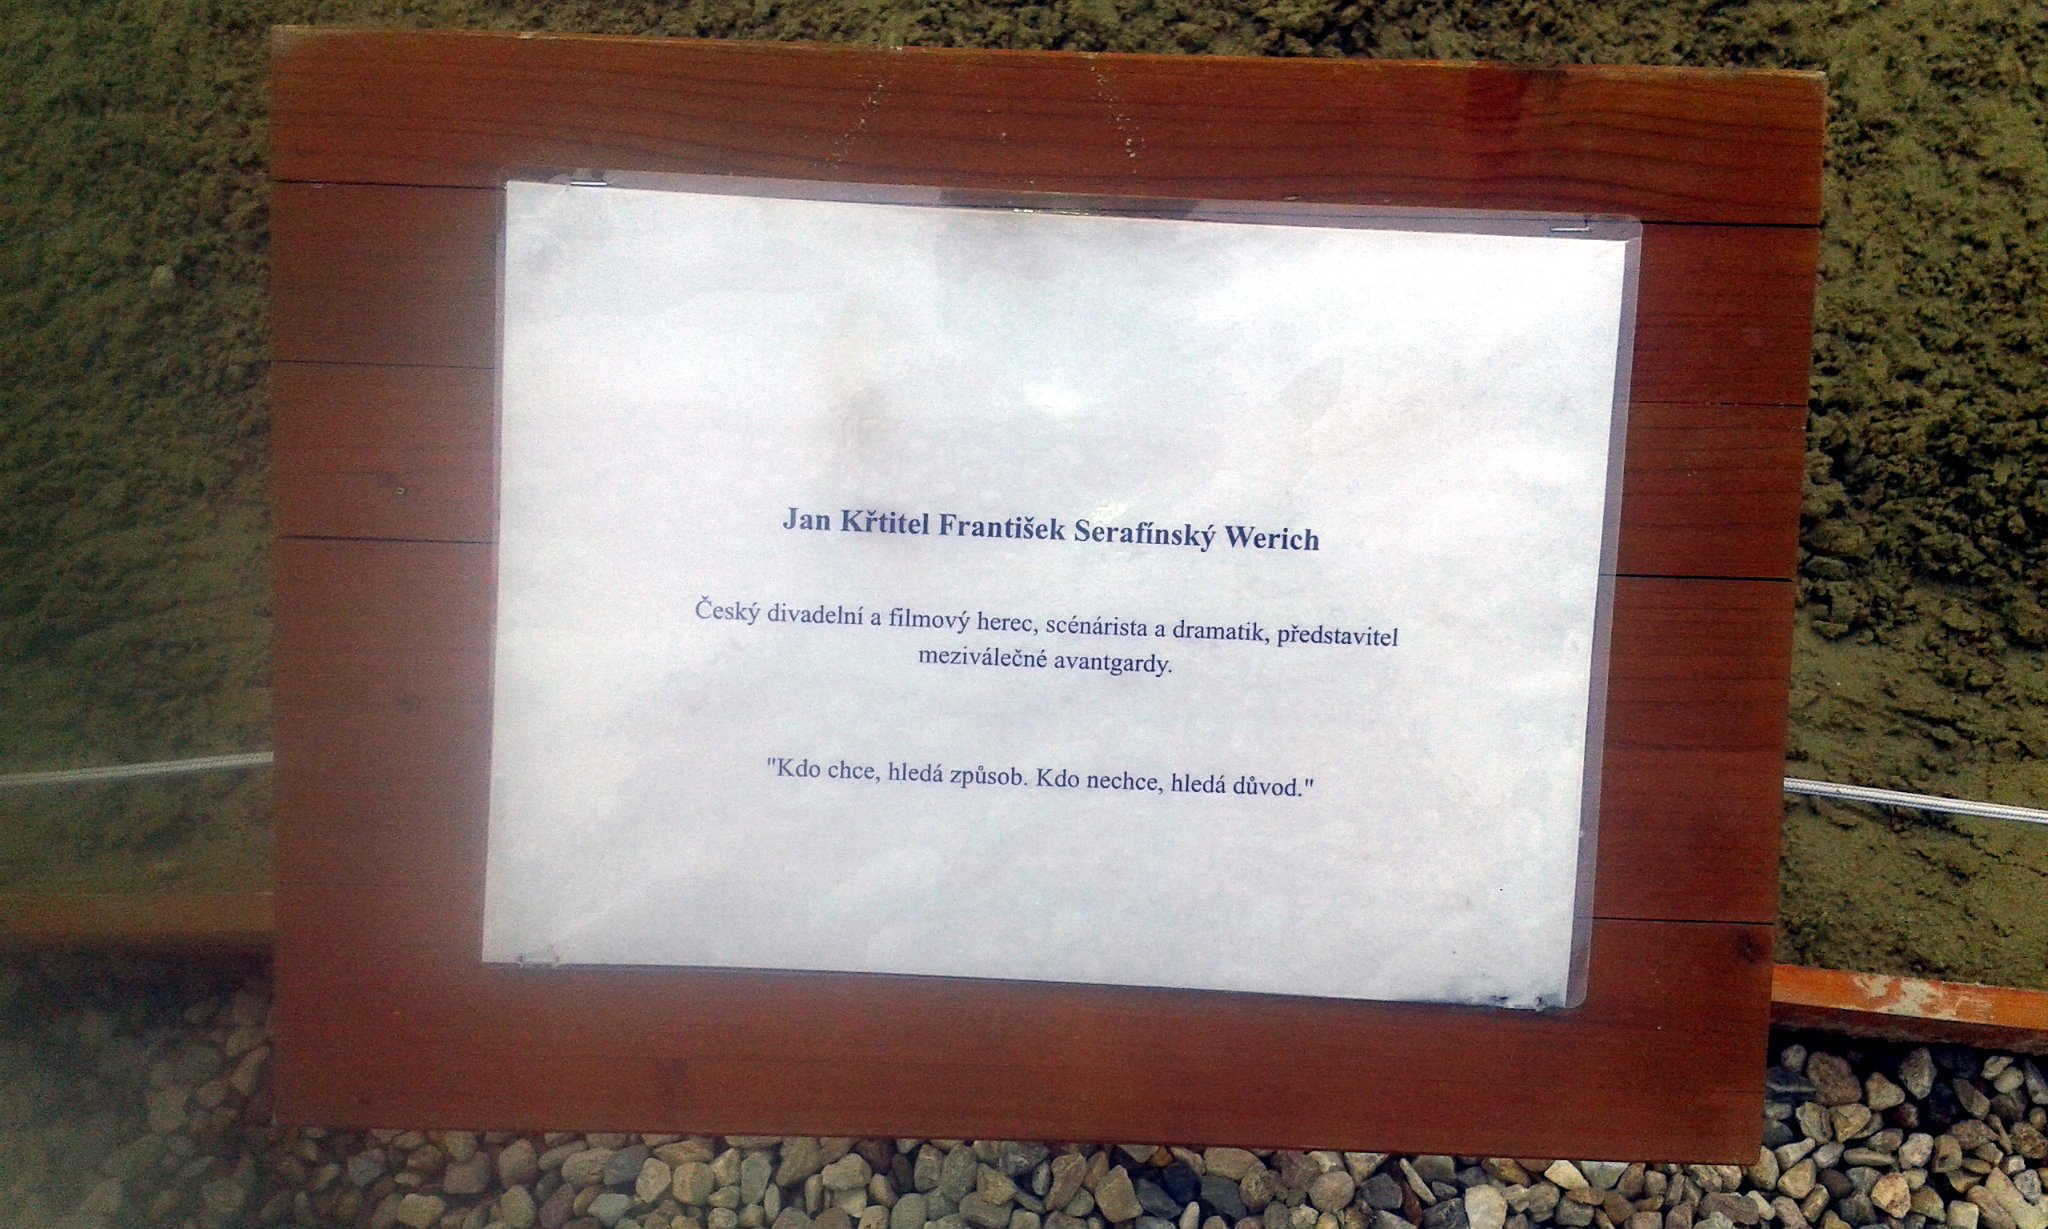 Jan Křtitel František Serafínský Werich
Český divadelní a filmový herec, scénárista a dramatik, představitel
meziválečné avantgardy.
"Kdo chce, hledá způsob. Kdo nechce, hledá důvod."